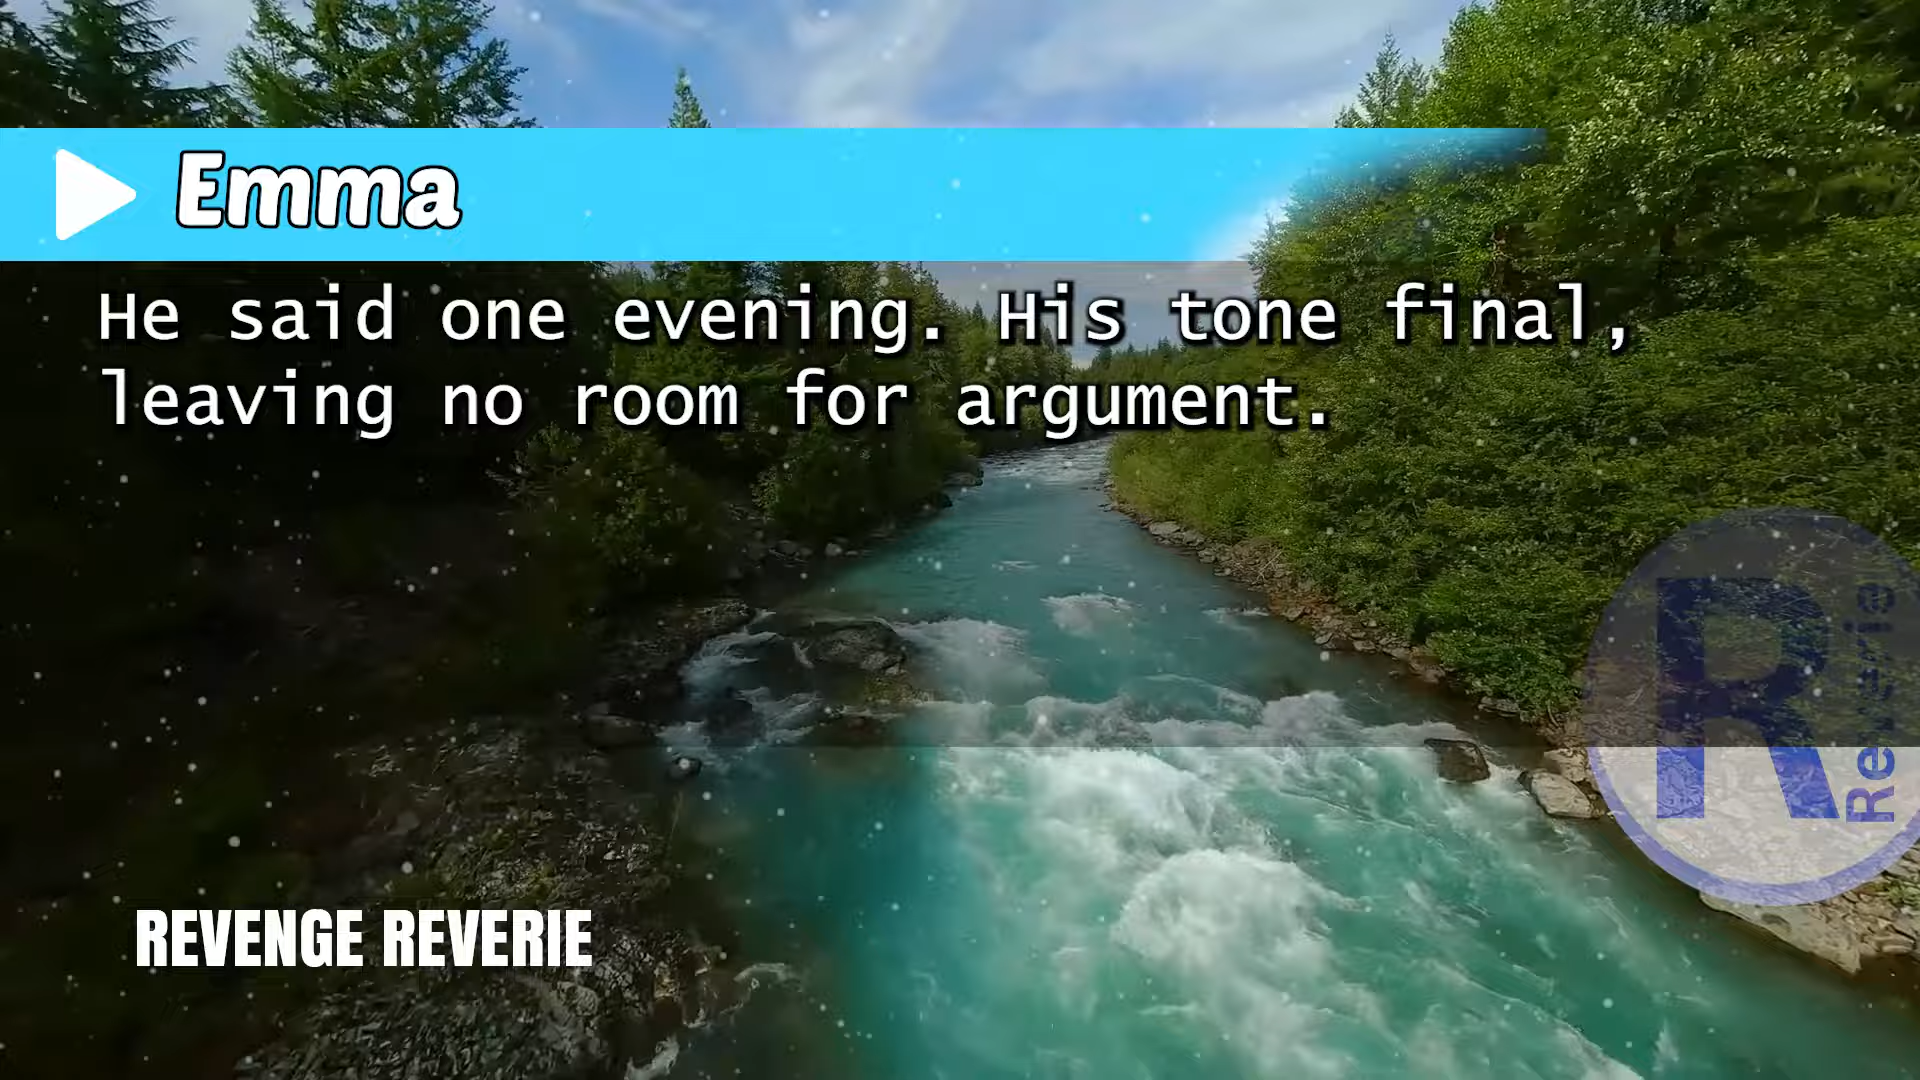 Emma
He said one evening. His tone final,
leaving no room for argument.
R
Reverie
REVENGE REVERIE